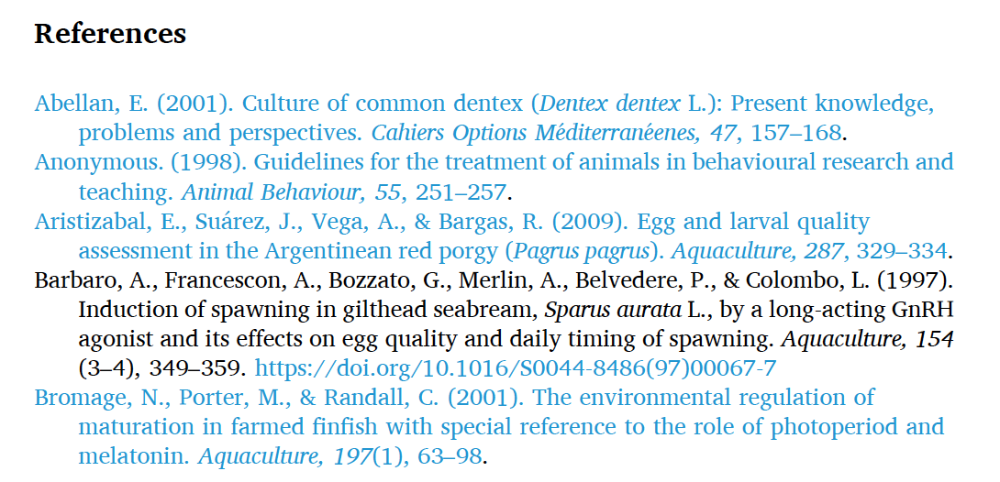 References
Abellan, E. (2001). Culture of common dentex (Dentex dentex L.): Present knowledge,
problems and perspectives. Cahiers Options Méditerranéenes, 47, 157–168.
Anonymous. (1998). Guidelines for the treatment of animals in behavioural research and
teaching. Animal Behaviour, 55, 251–257.
Aristizabal, E., Suárez, J., Vega, A., & Bargas, R. (2009). Egg and larval quality
assessment in the Argentinean red porgy (Pagrus pagrus). Aquaculture, 287, 329–334.
Barbaro, A., Francescon, A., Bozzato, G., Merlin, A., Belvedere, P., & Colombo, L. (1997).
Induction of spawning in gilthead seabream, Sparus aurata L., by a long-acting GnRH
agonist and its effects on egg quality and daily timing of spawning. Aquaculture, 154
(3–4), 349–359. https://doi.org/10.1016/S0044-8486(97)00067-7
Bromage, N., Porter, M., & Randall, C. (2001). The environmental regulation of
maturation in farmed finfish with special reference to the role of photoperiod and
melatonin. Aquaculture, 197(1), 63–98.